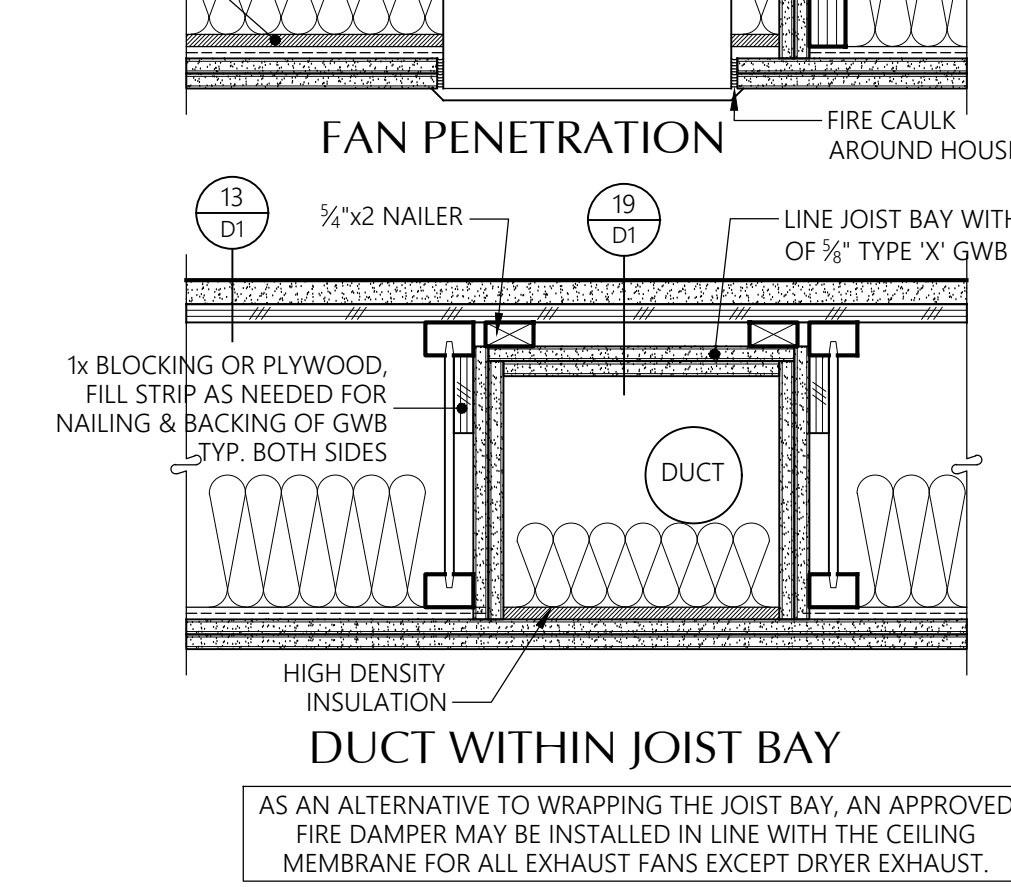 FAN PENETRATION
FIRE CAULK
AROUND
13
D1
⁵⁄₄"x2 NAILER
19
D1
LINE JOIST BAY WITH
OF ⅝" TYPE 'X' GWB
1x BLOCKING OR PLYWOOD,
FILL STRIP AS NEEDED FOR
NAILING & BACKING OF GWB
TYP. BOTH SIDES
DUCT
HIGH DENSITY
INSULATION
DUCT WITHIN JOIST BAY
AS AN ALTERNATIVE TO WRAPPING THE JOIST BAY, AN APPROVED
FIRE DAMPER MAY BE INSTALLED IN LINE WITH THE CEILING
MEMBRANE FOR ALL EXHAUST FANS EXCEPT DRYER EXHAUST.